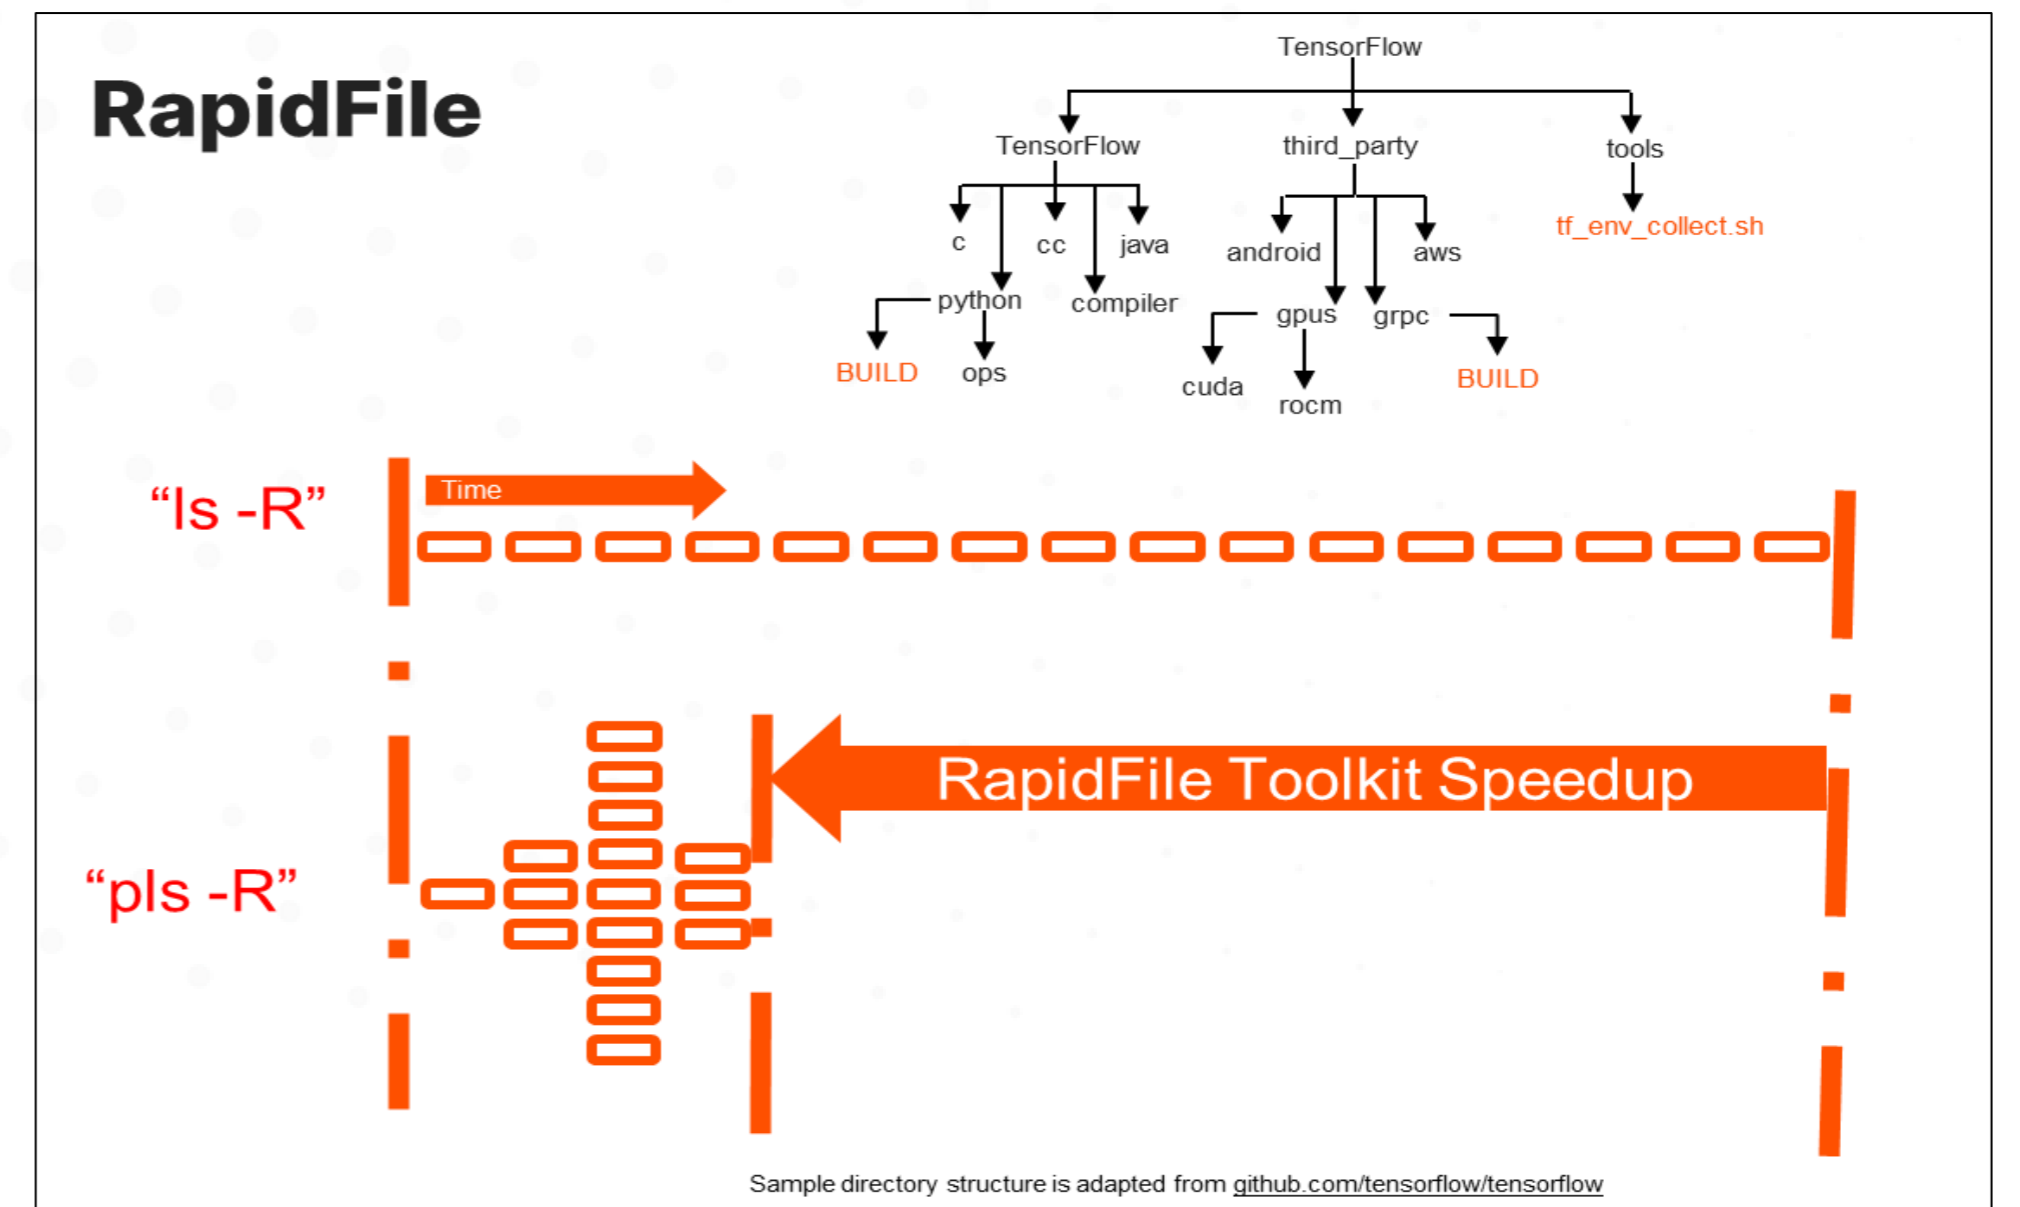 RapidFile
TensorFlow
TensorFlow
third_party
tools
c
cc
java
android
aws
tf_env_collect.sh
python
compiler
gpus
grpc
BUILD
ops
cuda
rocm
BUILD
“ls -R”
Time
RapidFile Toolkit Speedup
“pls -R”
Sample directory structure is adapted from github.com/tensorflow/tensorflow